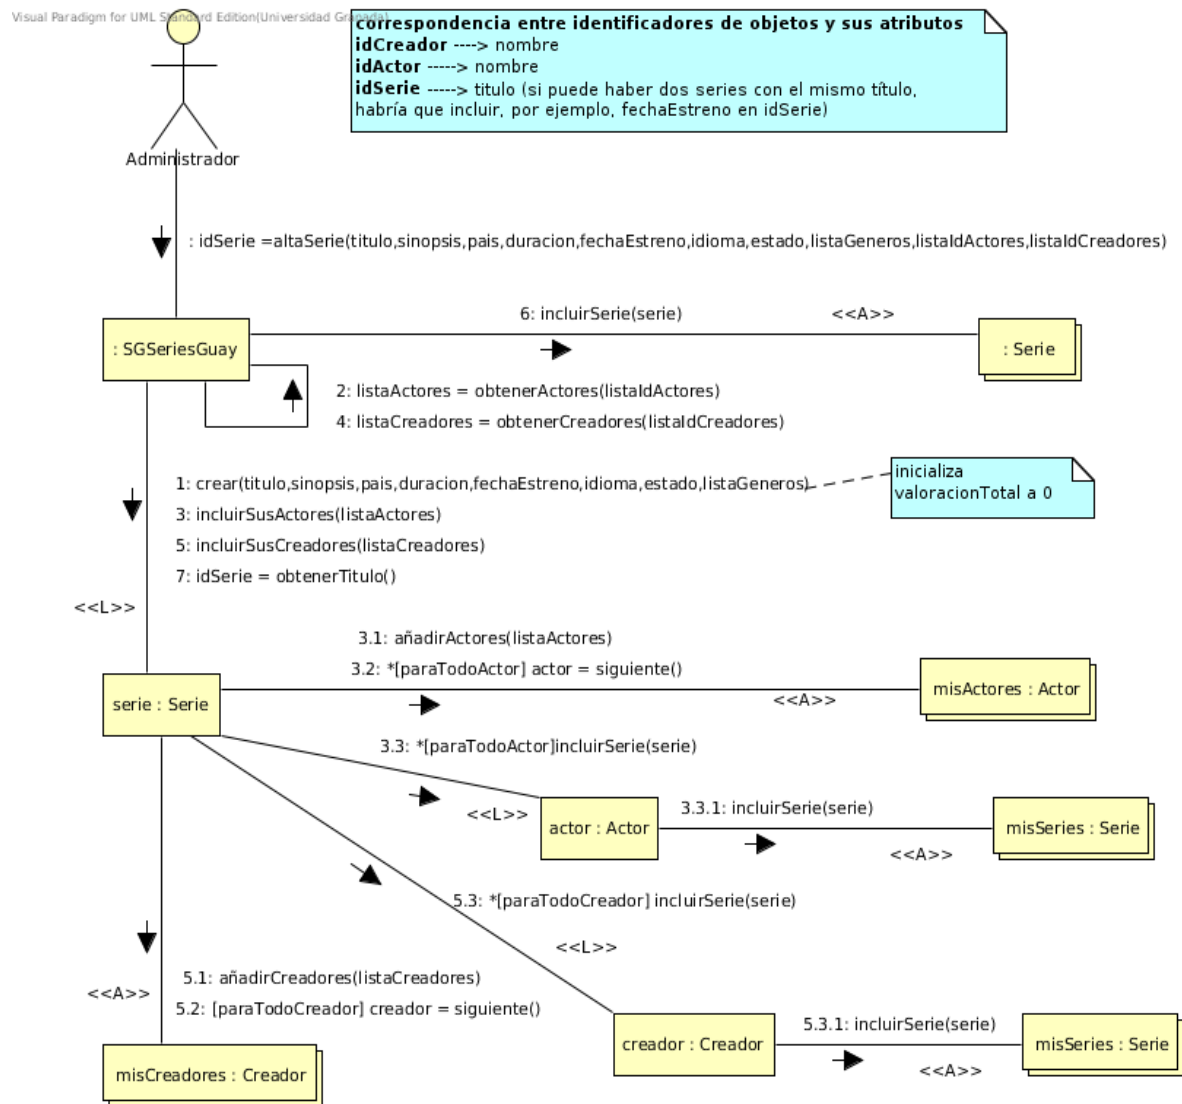 Visual Paradigm for UML Standard Edition(Universidad Granada)
correspondencia entre identificadores de objetos y sus atributos
idCreador ----> nombre
idActor -----> nombre
idSerie -----> titulo (si puede haber dos series con el mismo título,
habría que incluir, por ejemplo, fechaEstreno en idSerie)
Administrador
: idSerie =altaSerie(titulo,sinopsis,pais,duracion,fechaEstreno,idioma,estado,listaGeneros,listaIdActores,listaIdCreadores)
6: incluirSerie(serie)
<<A>>
: SGSeriesGuay
: Serie
2: listaActores = obtenerActores(listaIdActores)
4: listaCreadores = obtenerCreadores(listaIdCreadores)
inicializa
valoracionTotal a 0
1: crear(titulo,sinopsis,pais,duracion,fechaEstreno,idioma,estado,listaGeneros)
3: incluirSusActores(listaActores)
5: incluirSusCreadores(listaCreadores)
7: idSerie = obtenerTitulo()
<<L>>
3.1: añadirActores(listaActores)
3.2: *[paraTodoActor] actor = siguiente()
<<A>>
misActores : Actor
serie : Serie
3.3: *[paraTodoActor]incluirSerie(serie)
<<L>>
actor : Actor
3.3.1: incluirSerie(serie)
<<A>>
misSeries : Serie
5.3: *[paraTodoCreador] incluirSerie(serie)
<<L>>
5.1: añadirCreadores(listaCreadores)
<<A>>
5.2: [paraTodoCreador] creador = siguiente()
creador : Creador
5.3.1: incluirSerie(serie)
<<A>>
misSeries : Serie
misCreadores : Creador